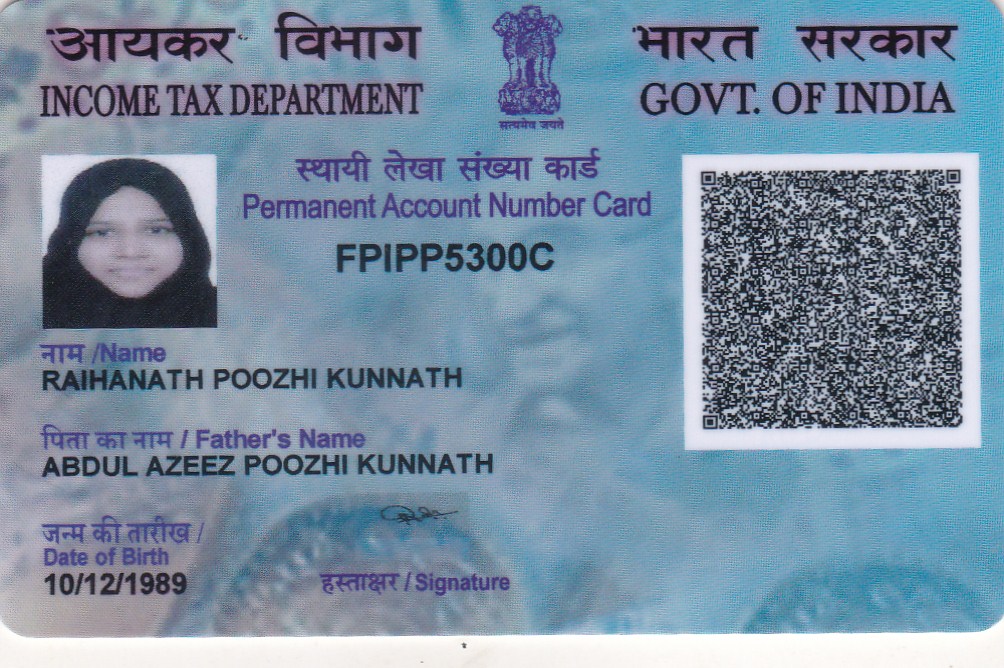 आयकर विभाग
INCOME TAX DEPARTMENT
सत्यमेव जयते
भारत सरकार
GOVT. OF INDIA
स्थायी लेखा संख्या कार्ड
Permanent Account Number Card
FPIPP5300C
नाम /Name
RAIHANATH POOZHI KUNNATH
पिता का नाम / Father's Name
ABDUL AZEEZ POOZHI KUNNATH
जन्म की तारीख /
Date of Birth
10/12/1989
हस्ताक्षर / Signature